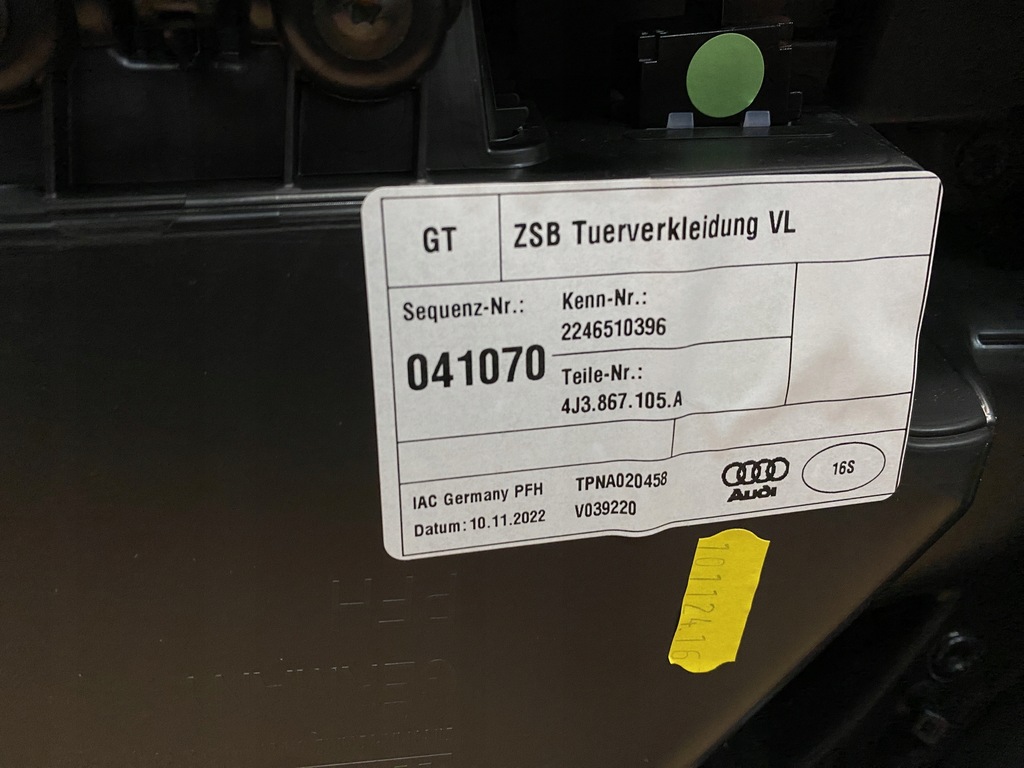 GT
ZSB Tuerverkleidung VL
Sequenz-Nr.:
041070
Kenn-Nr.:
2246510396
Teile-Nr.:
4J3.867.105.A
IAC Germany PFH
Datum: 10.11.2022
TPNA020458
V039220
Audi
16S
10112416